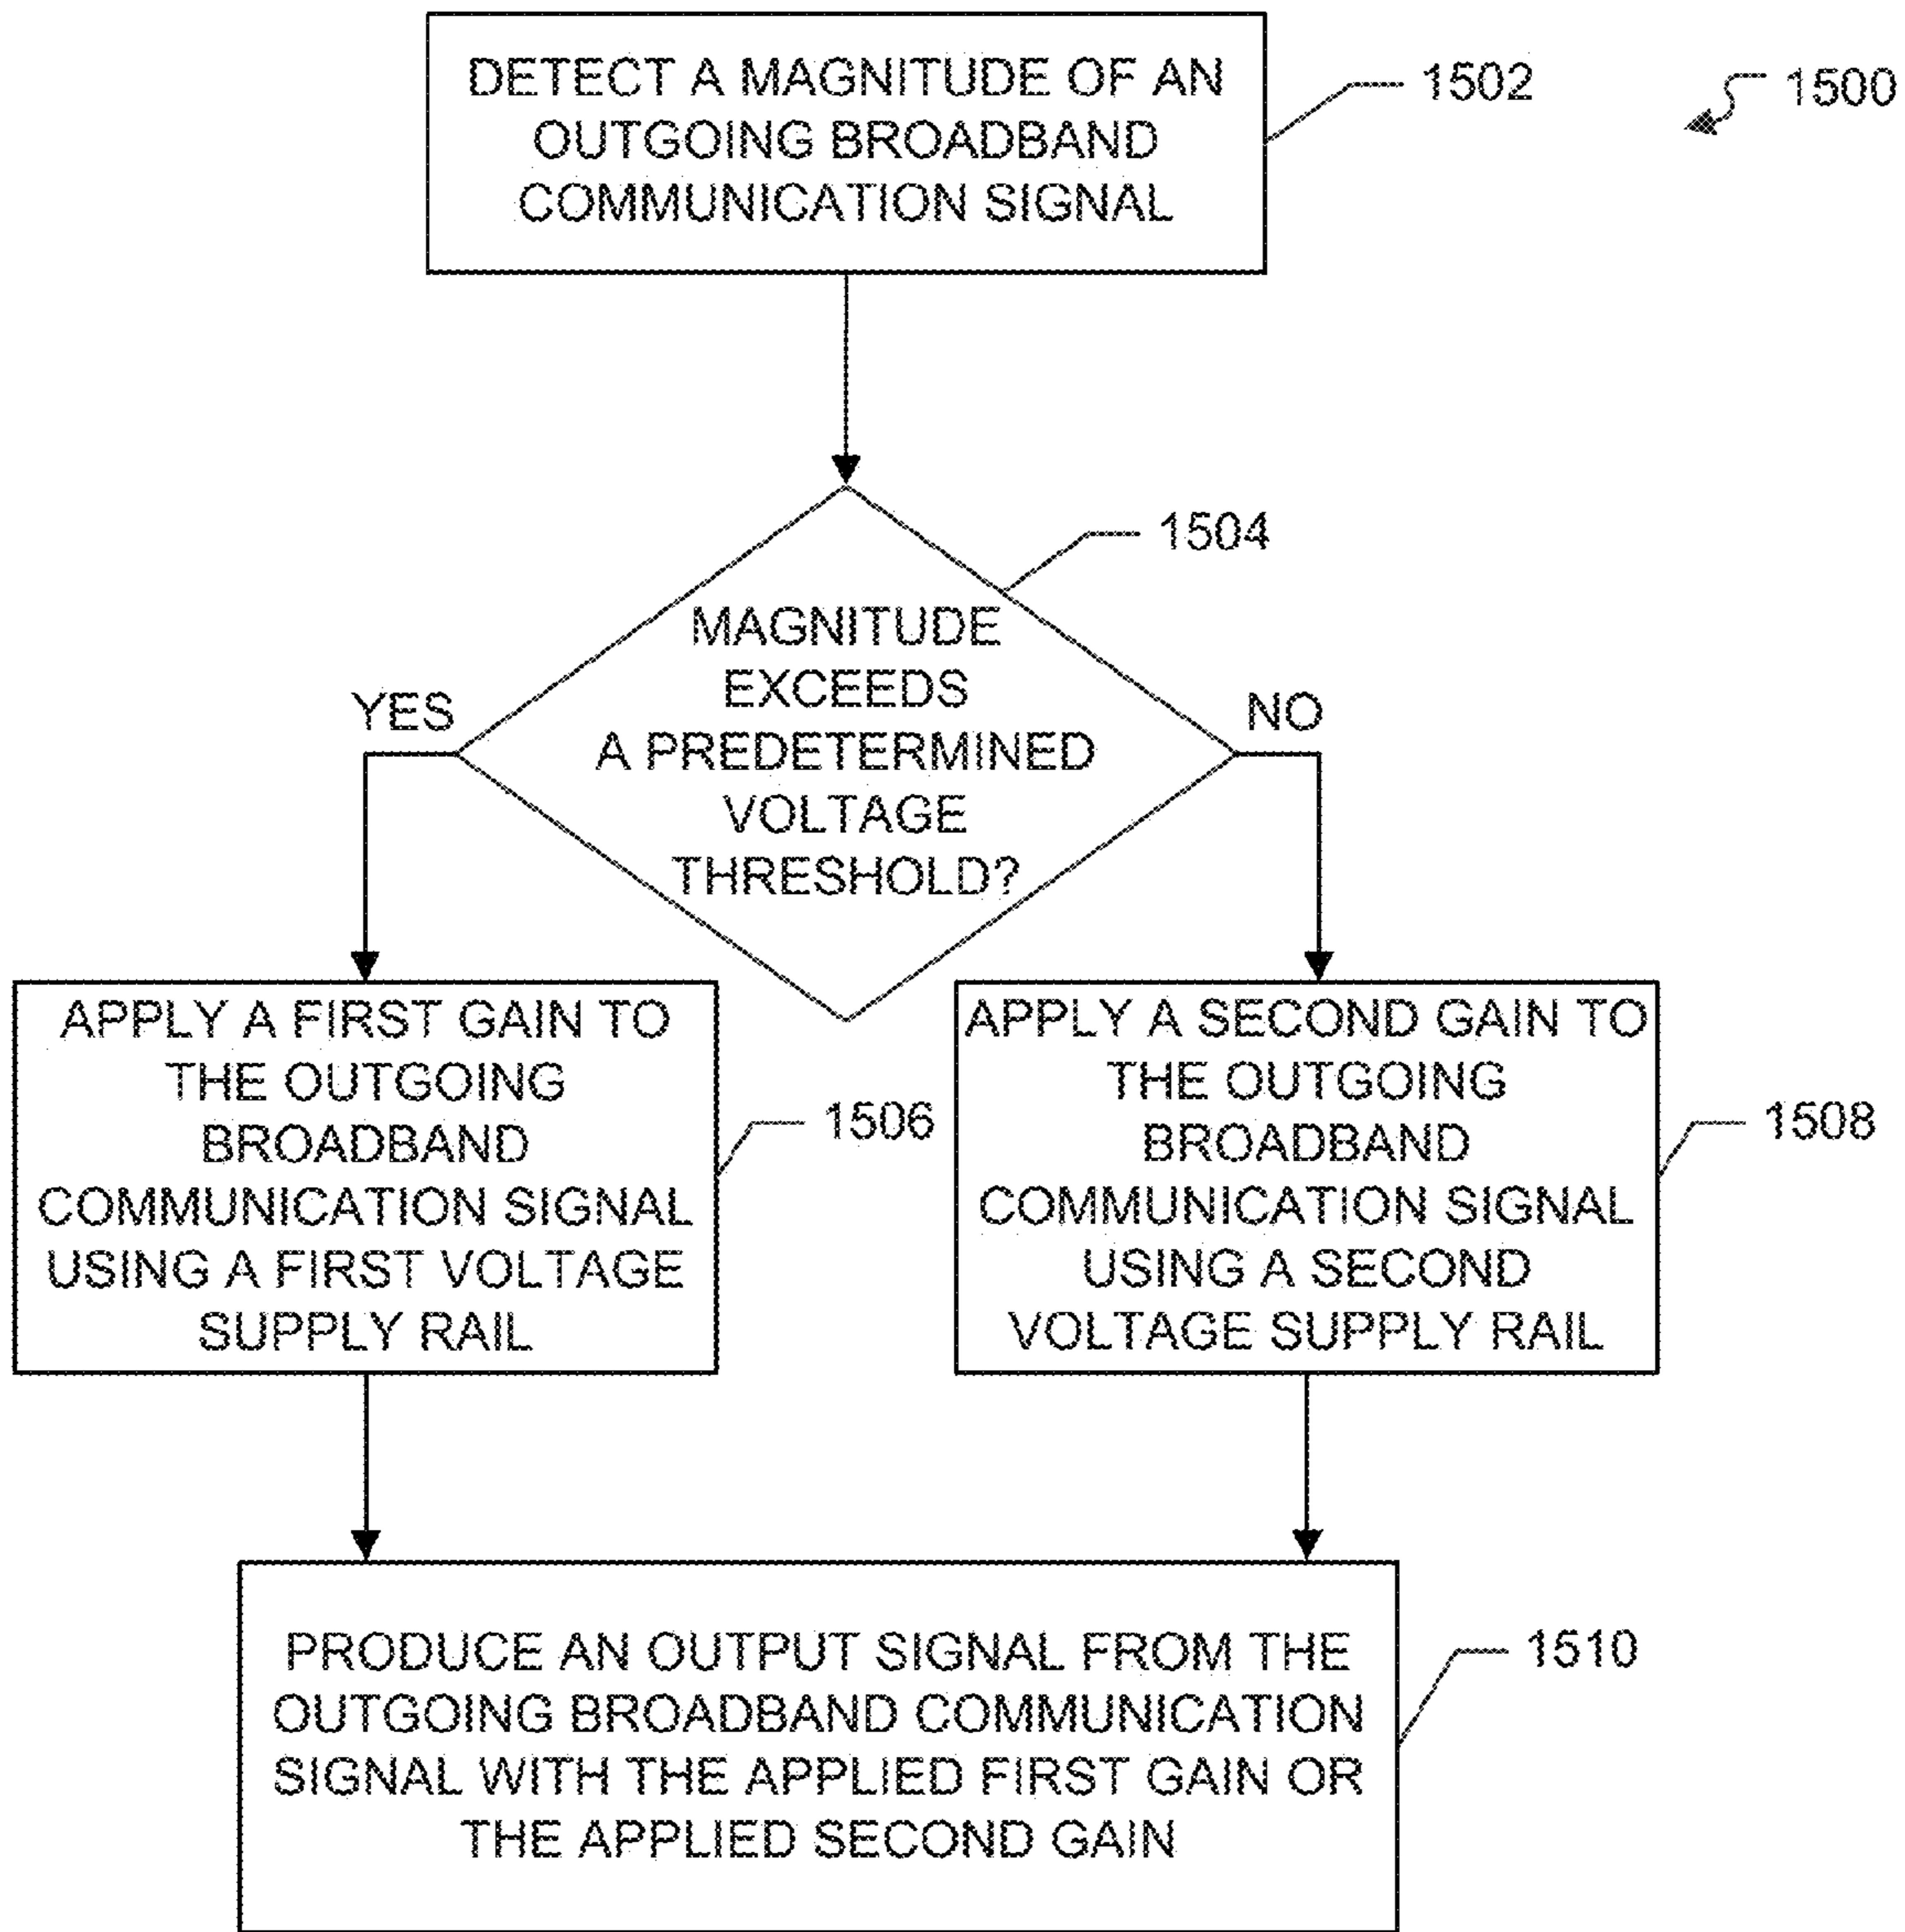 DETECT A MAGNITUDE OF AN
OUTGOING BROADBAND
COMMUNICATION SIGNAL
1502
1500
1504
MAGNITUDE
EXCEEDS
A PREDETERMINED
VOLTAGE
THRESHOLD?
YES
NO
APPLY A FIRST GAIN TO
THE OUTGOING
BROADBAND
COMMUNICATION SIGNAL
USING A FIRST VOLTAGE
SUPPLY RAIL
1506
APPLY A SECOND GAIN TO
THE OUTGOING
BROADBAND
COMMUNICATION SIGNAL
USING A SECOND
VOLTAGE SUPPLY RAIL
1508
PRODUCE AN OUTPUT SIGNAL FROM THE
OUTGOING BROADBAND COMMUNICATION
SIGNAL WITH THE APPLIED FIRST GAIN OR
THE APPLIED SECOND GAIN
1510